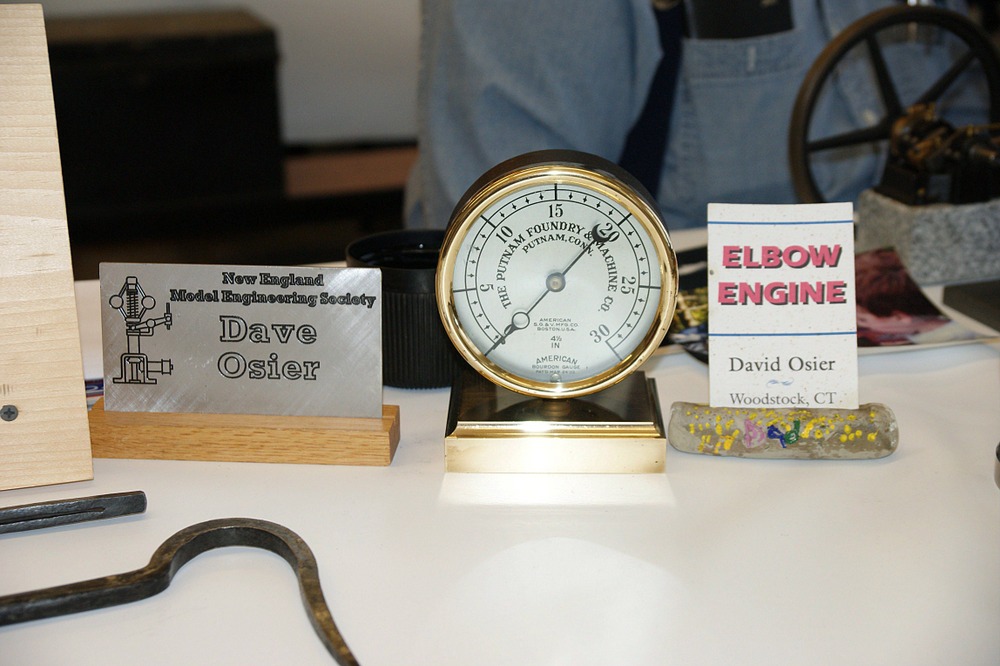 New England
Model Engineering Society
Dave
Osier
5
10
15
20
25
30
THE PUTNAM FOUNDRY & MACHINE CO.
PUTNAM, CONN.
AMERICAN
BOSTON, U.S.A.
4½
IN
AMERICAN
BOURDON GAUGE
ELBOW
ENGINE
David Osier
Woodstock, CT